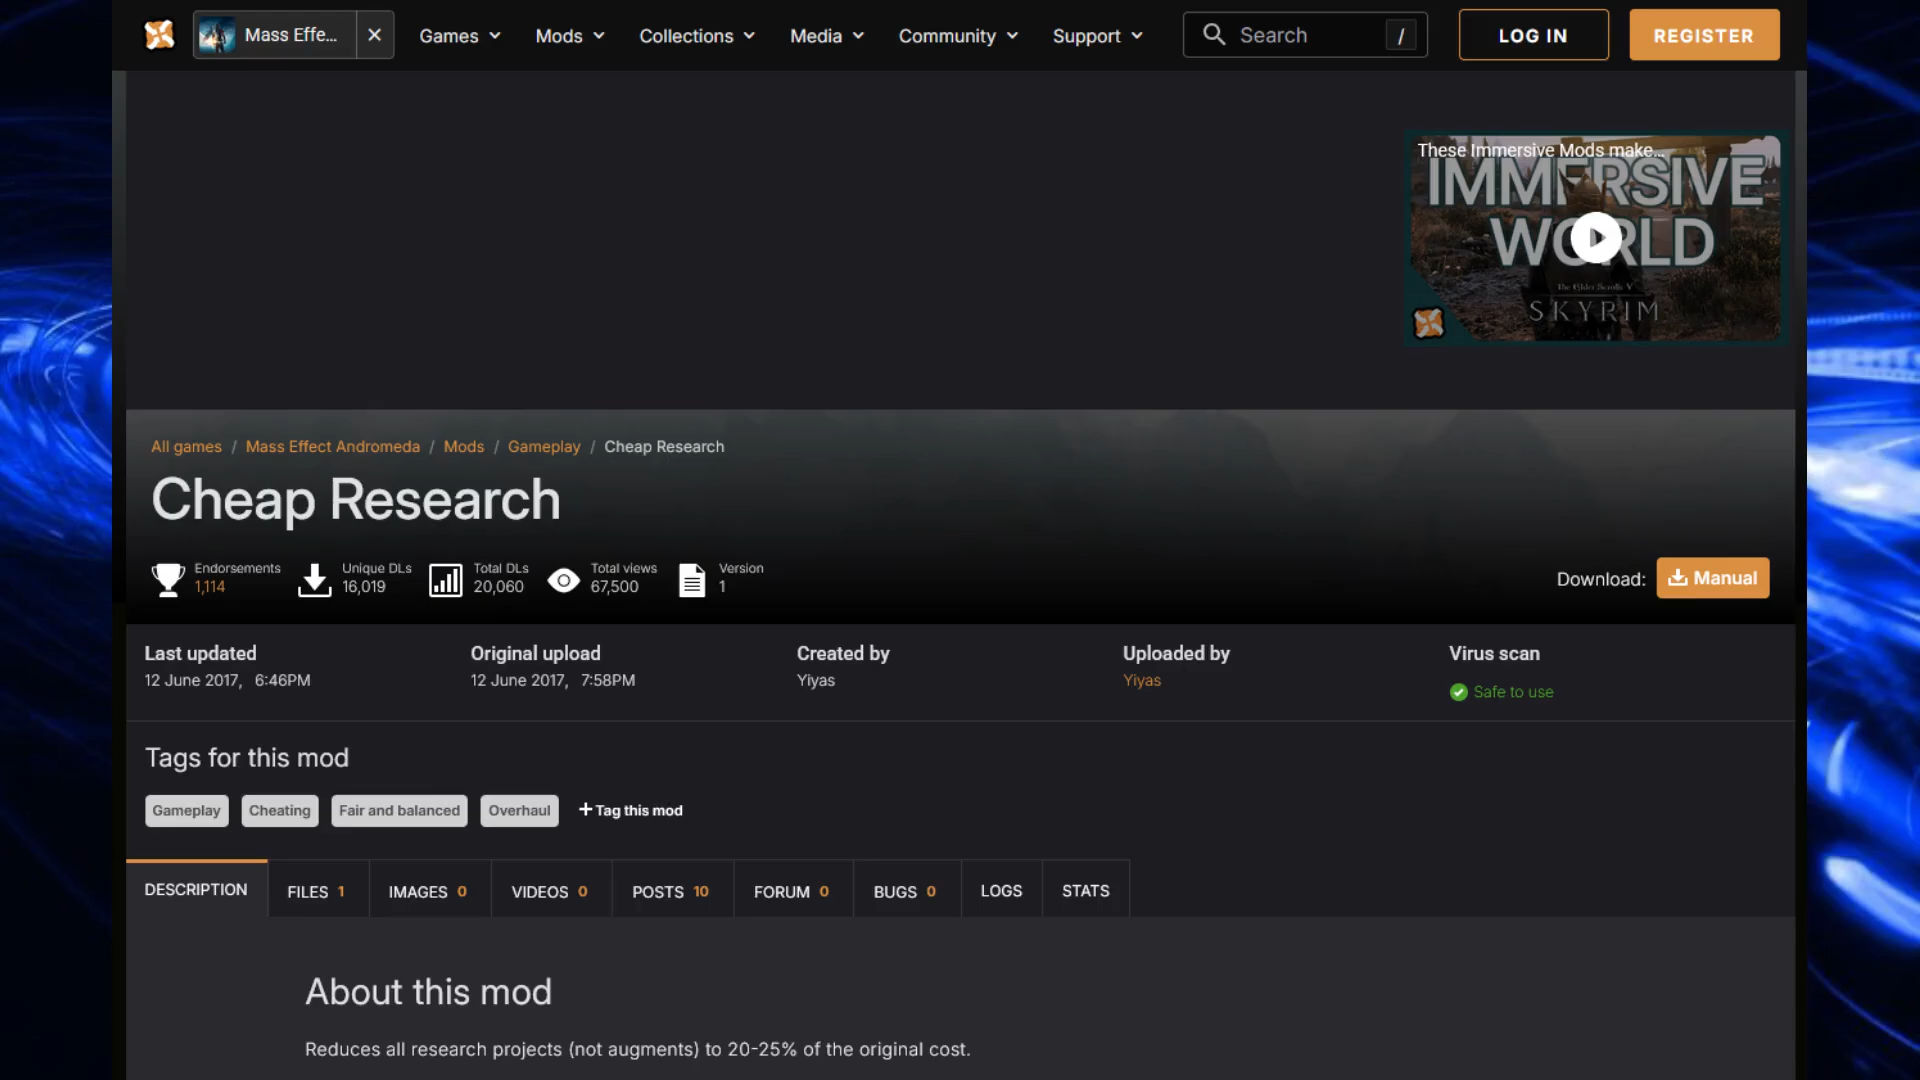 Mass Effe... Games Mods Collections Media Community Support Search / LOG IN REGISTER
These Immersive Mods make...
IMMERSIVE
WORLD
The Elder Scrolls V
SKYRIM
All games / Mass Effect Andromeda / Mods / Gameplay / Cheap Research
Cheap Research
Endorsements Unique DLs Total DLs Total views Version
1,114 16,019 20,060 67,500 1
Download: Manual
Last updated Original upload Created by Uploaded by Virus scan
12 June 2017, 6:46PM 12 June 2017, 7:58PM Yiyas Yiyas Safe to use
Tags for this mod
Gameplay Cheating Fair and balanced Overhaul +Tag this mod
DESCRIPTION FILES 1 IMAGES 0 VIDEOS 0 POSTS 10 FORUM 0 BUGS 0 LOGS STATS
About this mod
Reduces all research projects (not augments) to 20-25% of the original cost.